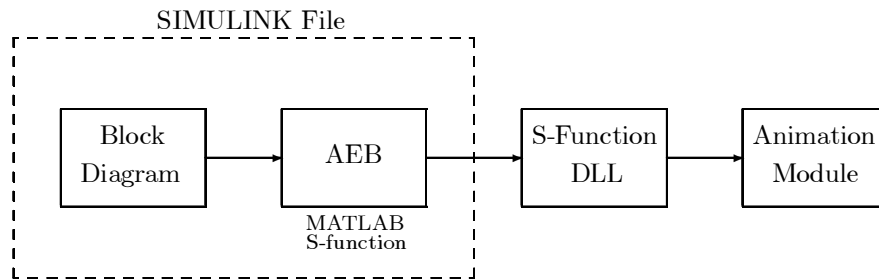 SIMULINK File
Block
Diagram
AEB
MATLAB
S-function
S-Function
DLL
Animation
Module